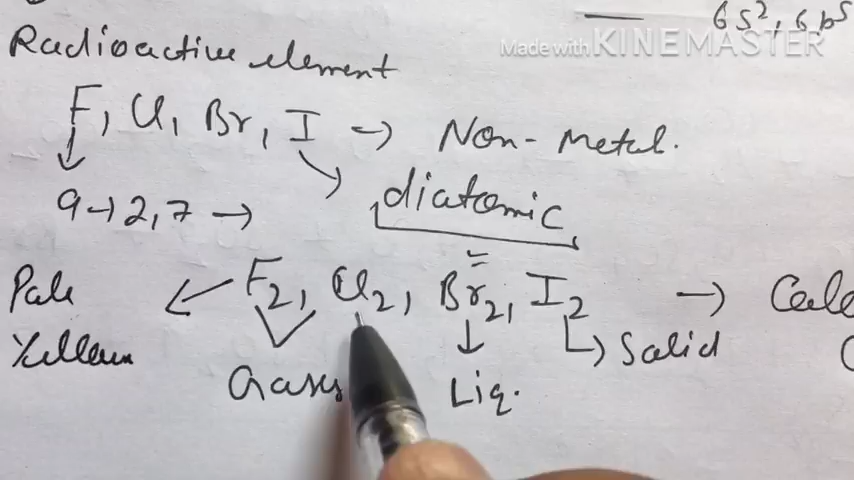 6s², 6p⁵
Made with KINEMASTER
Radioactive element
F, Cl, Br, I → Non-Metal.
9→2,7→ diatomic
Pale ← F₂, Cl₂, Br₂, I₂ →
Yellow Gases Liq. Solid